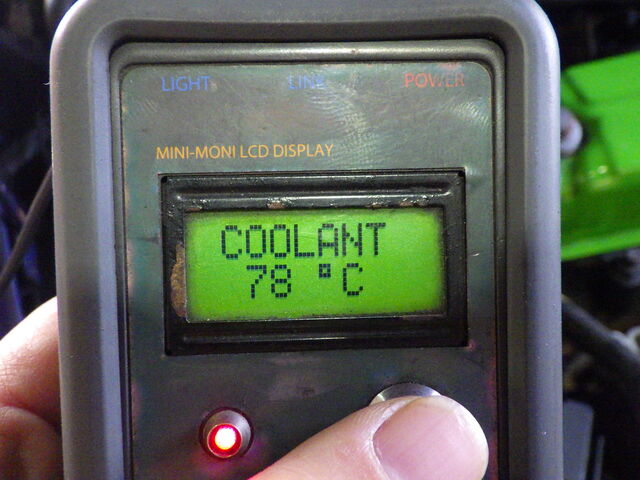 LIGHT LINE POWER
MINI-MONI LCD DISPLAY
COOLANT
78 °C